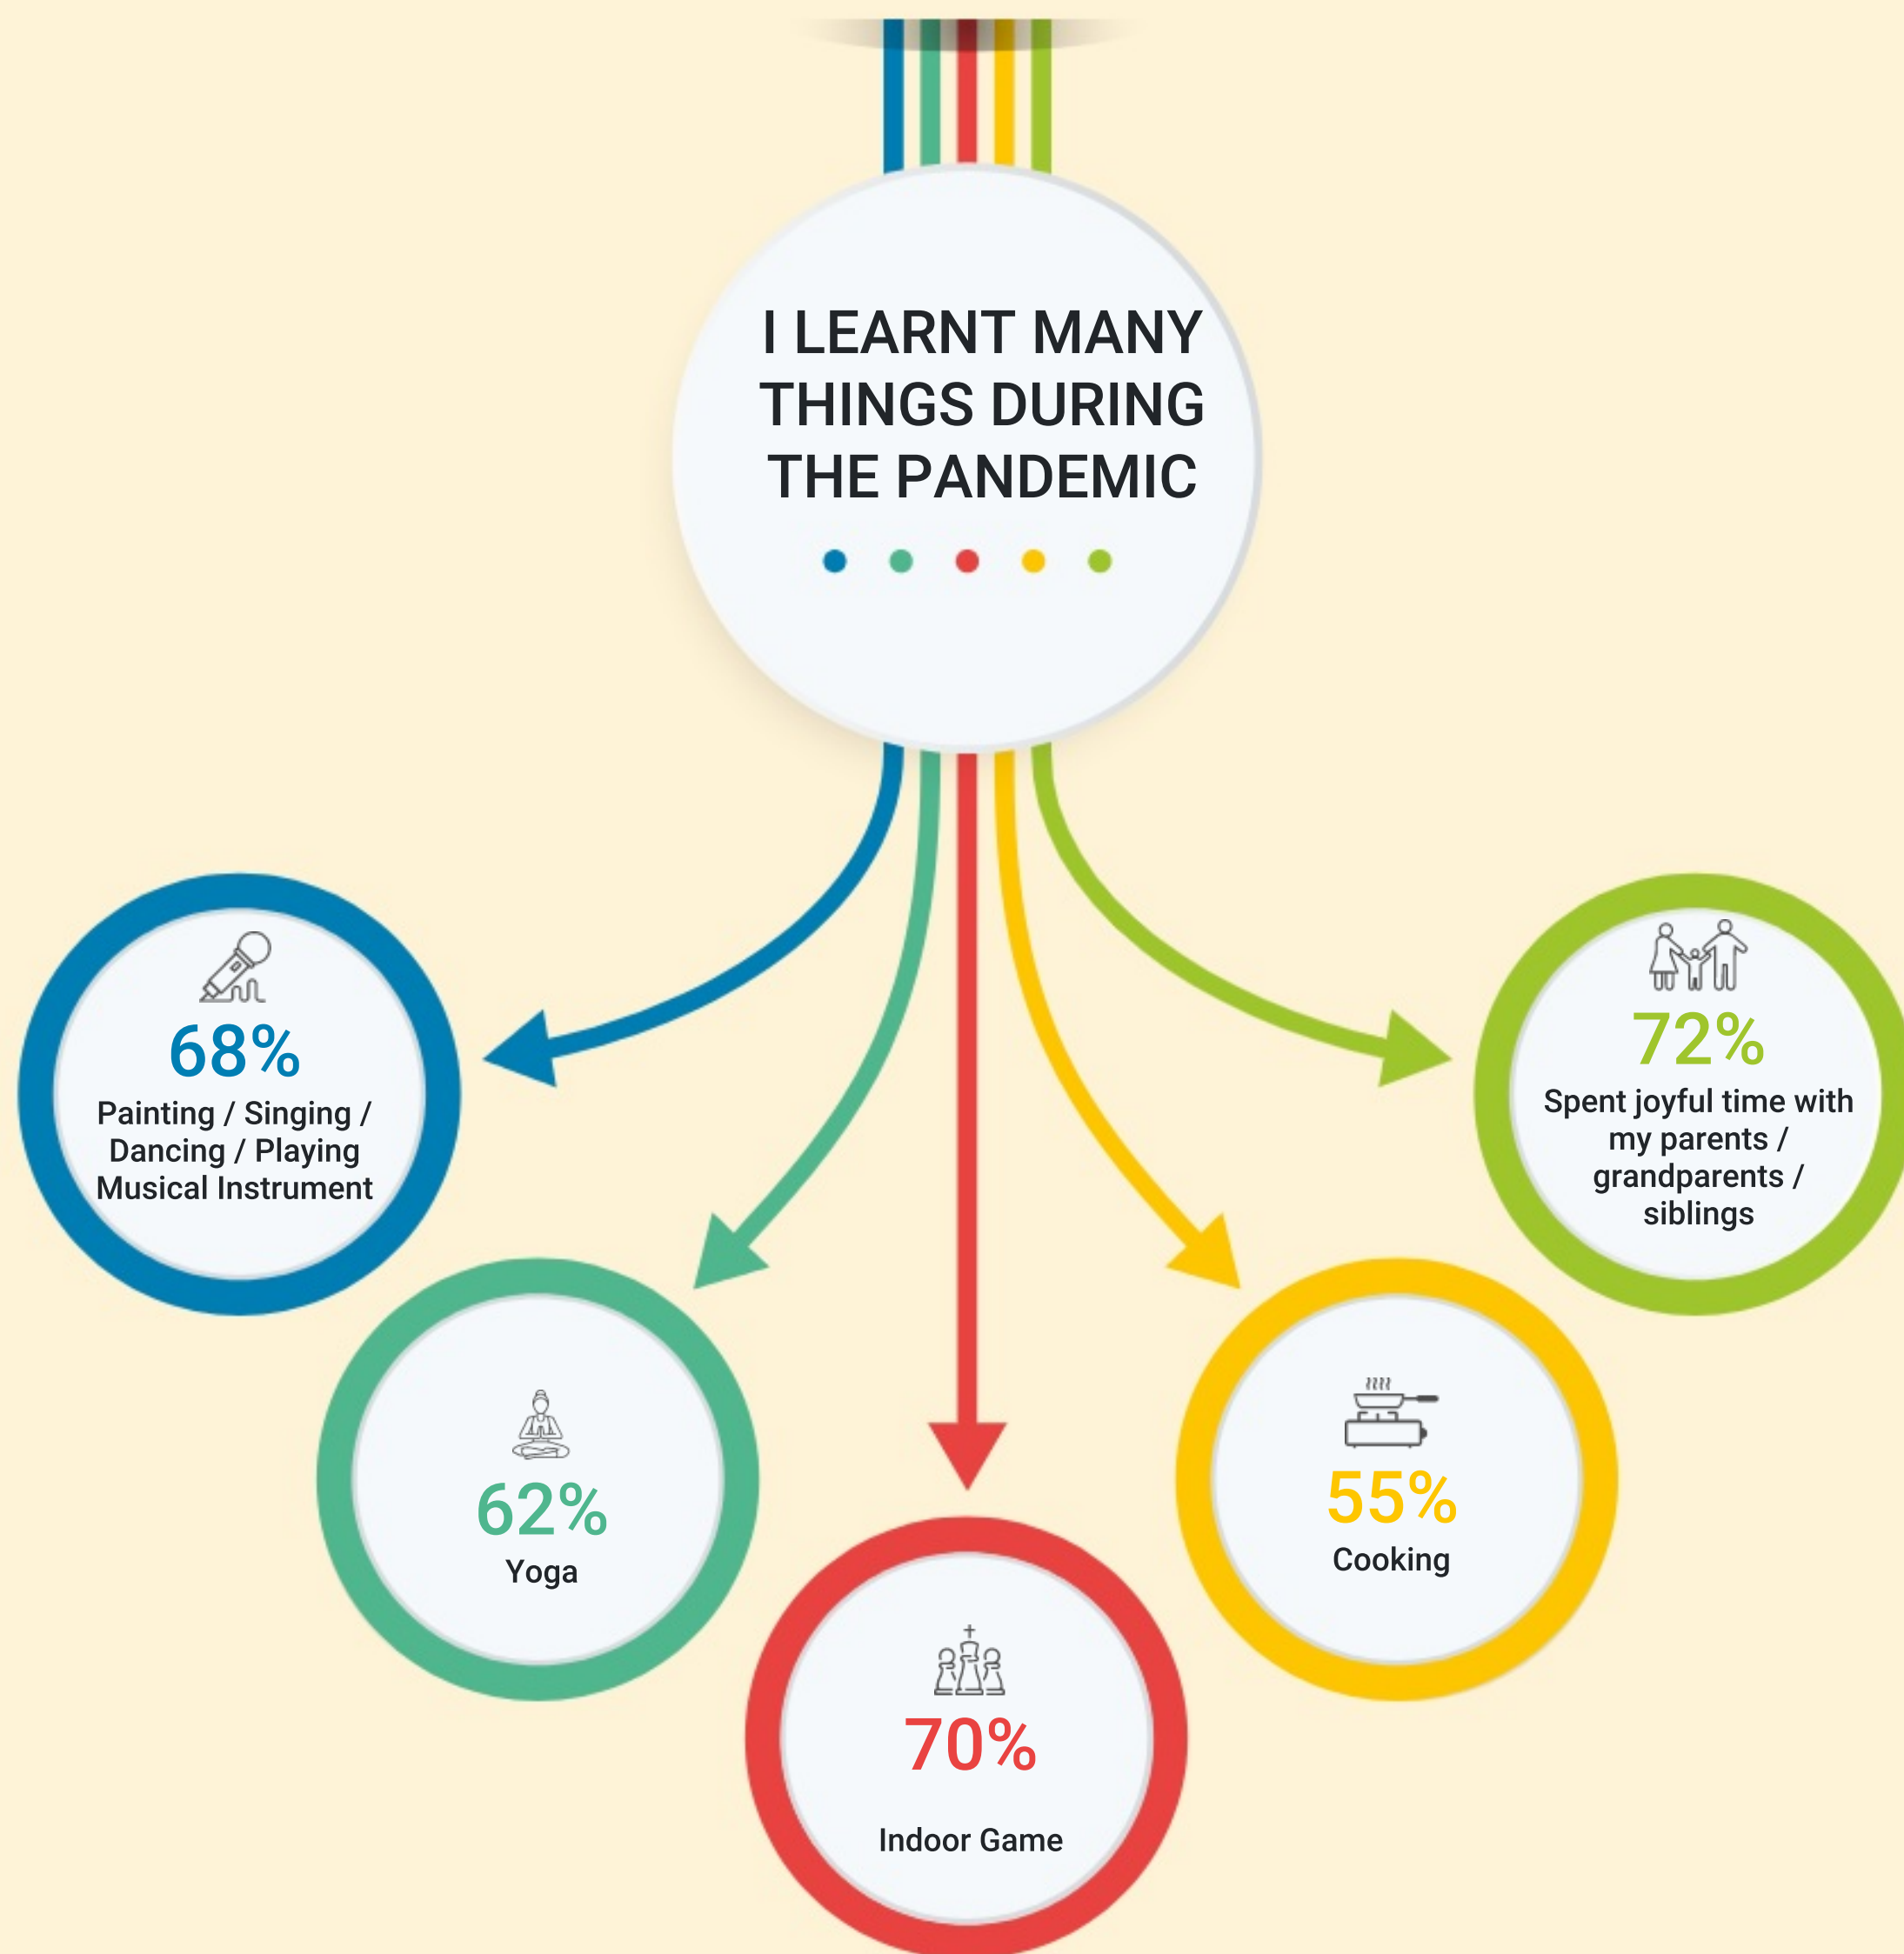 I LEARNT MANY
THINGS DURING
THE PANDEMIC
68%
Painting / Singing /
Dancing / Playing
Musical Instrument
62%
Yoga
70%
Indoor Game
55%
Cooking
72%
Spent joyful time with
my parents /
grandparents /
siblings